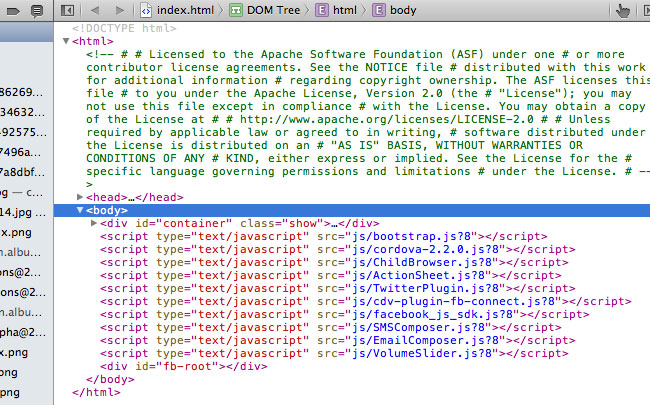 index.html DOM Tree E html E body
<!DOCTYPE html>
<html>
<!-- # # Licensed to the Apache Software Foundation (ASF) under one # or more
contributor license agreements. See the NOTICE file # distributed with this work
for additional information # regarding copyright ownership. The ASF licenses this
file # to you under the Apache License, Version 2.0 (the # "License"); you may
not use this file except in compliance # with the License. You may obtain a copy
of the License at # # http://www.apache.org/licenses/LICENSE-2.0 # # Unless
required by applicable law or agreed to in writing, # software distributed under
the License is distributed on an # "AS IS" BASIS, WITHOUT WARRANTIES OR
CONDITIONS OF ANY # KIND, either express or implied. See the License for the #
specific language governing permissions and limitations # under the License. # --
>
<head>…</head>
<body>
<div id="container" class="show">…</div>
<script type="text/javascript" src="js/bootstrap.js?8"></script>
<script type="text/javascript" src="js/cordova-2.2.0.js?8"></script>
<script type="text/javascript" src="js/ChildBrowser.js?8"></script>
<script type="text/javascript" src="js/ActionSheet.js?8"></script>
<script type="text/javascript" src="js/TwitterPlugin.js?8"></script>
<script type="text/javascript" src="js/cdv-plugin-fb-connect.js?8"></script>
<script type="text/javascript" src="js/facebook_js_sdk.js?8"></script>
<script type="text/javascript" src="js/SMSComposer.js?8"></script>
<script type="text/javascript" src="js/EmailComposer.js?8"></script>
<script type="text/javascript" src="js/VolumeSlider.js?8"></script>
<div id="fb-root"></div>
</body>
</html>
86269...
34632...
92575...
7496a...
7a8dbf...
pg — c...
14.jpg ...
x.png
n.albu...
ons@2...
ons@2...
n.albu...
pha@2...
x.png
png
png